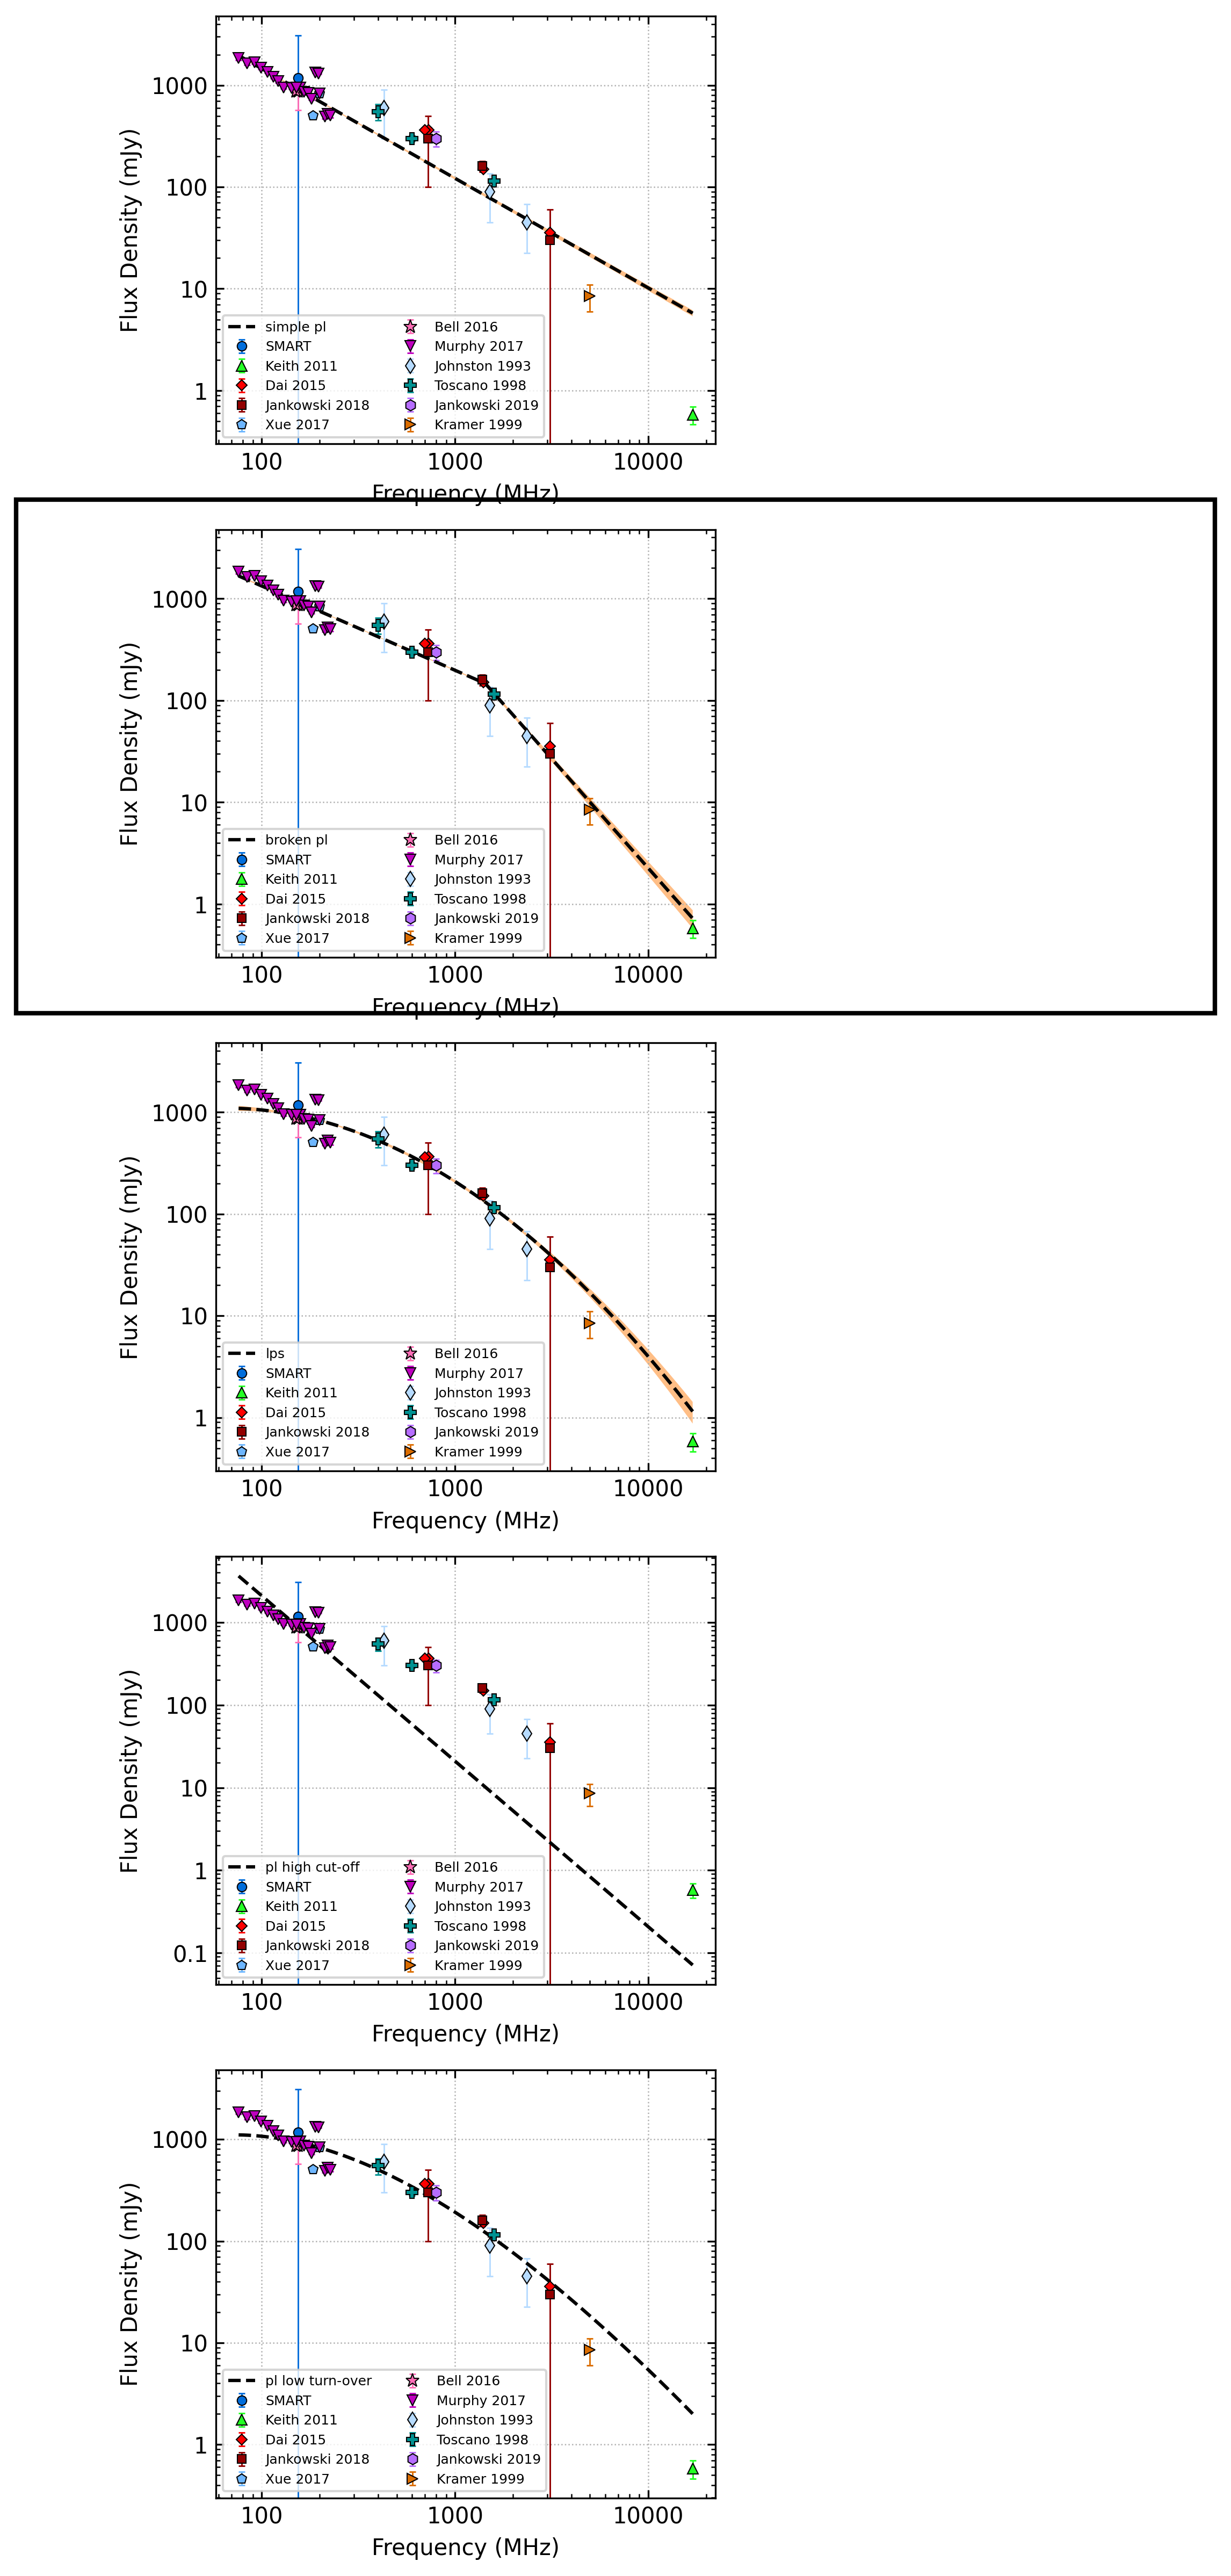 Flux Density (mJy)
1000
100
10
1
simple pl
SMART
Keith 2011
Dai 2015
Jankowski 2018
Xue 2017
Bell 2016
Murphy 2017
Johnston 1993
Toscano 1998
Jankowski 2019
Kramer 1999
100 1000 10000
Frequency (MHz)
Flux Density (mJy)
1000
100
10
1
broken pl
SMART
Keith 2011
Dai 2015
Jankowski 2018
Xue 2017
Bell 2016
Murphy 2017
Johnston 1993
Toscano 1998
Jankowski 2019
Kramer 1999
100 1000 10000
Frequency (MHz)
Flux Density (mJy)
1000
100
10
1
lps
SMART
Keith 2011
Dai 2015
Jankowski 2018
Xue 2017
Bell 2016
Murphy 2017
Johnston 1993
Toscano 1998
Jankowski 2019
Kramer 1999
100 1000 10000
Frequency (MHz)
Flux Density (mJy)
1000
100
10
1
0.1
pl high cut-off
SMART
Keith 2011
Dai 2015
Jankowski 2018
Xue 2017
Bell 2016
Murphy 2017
Johnston 1993
Toscano 1998
Jankowski 2019
Kramer 1999
100 1000 10000
Frequency (MHz)
Flux Density (mJy)
1000
100
10
1
pl low turn-over
SMART
Keith 2011
Dai 2015
Jankowski 2018
Xue 2017
Bell 2016
Murphy 2017
Johnston 1993
Toscano 1998
Jankowski 2019
Kramer 1999
100 1000 10000
Frequency (MHz)